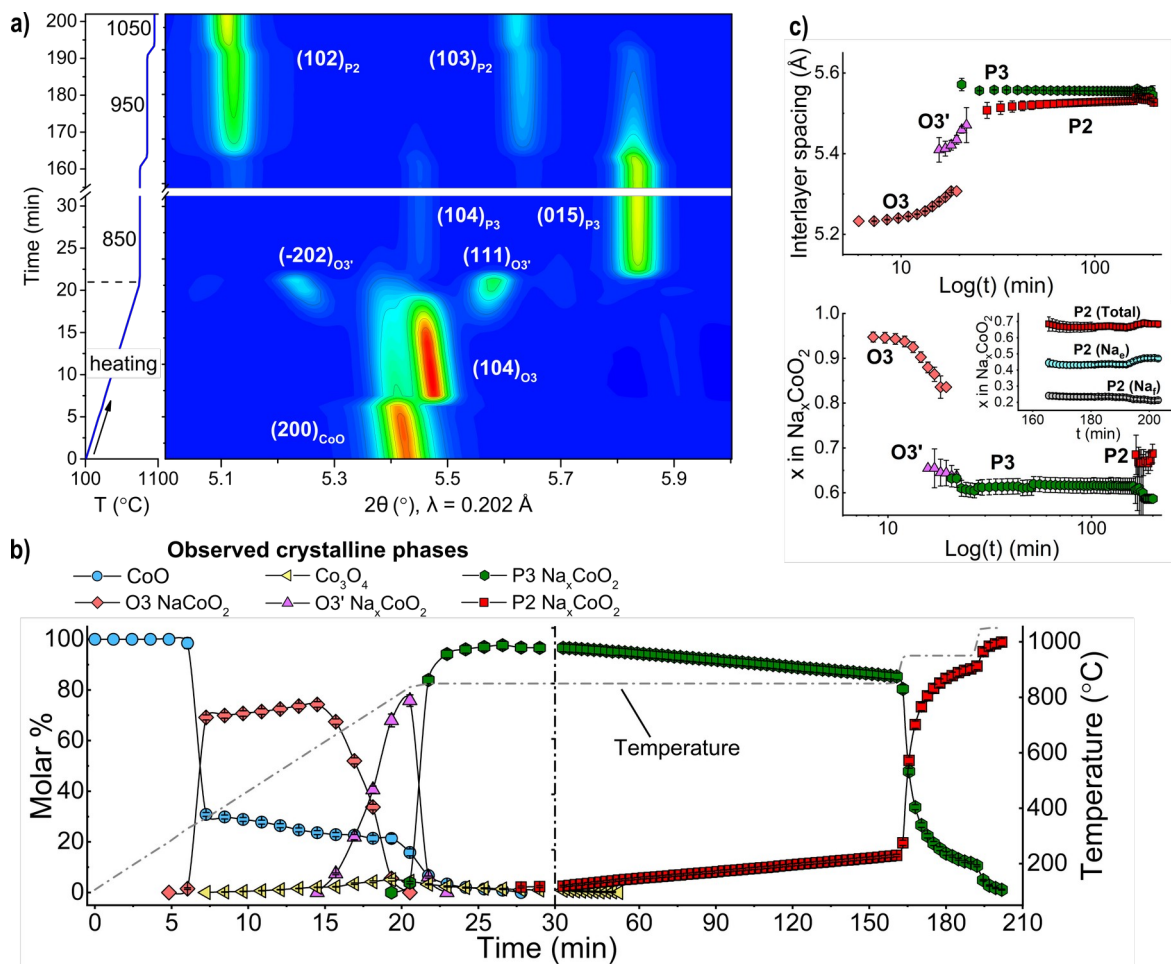 a)
200
190
180
170
160
30
25
20
15
10
5
0
Time (min)
1050
950
850
heating
100
1100
T (°C)
(102)P2
(103)P2
(104)P3
(015)P3
(-202)O3'
(111)O3'
(104)O3
(200)CoO
5.1
5.3
5.5
5.7
5.9
2θ (°), λ = 0.202 Å
c)
Interlayer spacing (Å)
5.6
5.4
5.2
P3
O3'
P2
O3
10
100
Log(t) (min)
x in NaₓCoO₂
1.0
0.9
0.8
0.7
0.6
O3
O3'
P3
P2
10
100
Log(t) (min)
x in NaₓCoO₂
0.7
0.6
0.5
0.4
0.3
0.2
P2 (Total)
P2 (Naₑ)
P2 (Na_f)
160
180
200
t (min)
b)
Observed crystalline phases
CoO
Co₃O₄
P3 NaₓCoO₂
O3 NaCoO₂
O3' NaₓCoO₂
P2 NaₓCoO₂
Molar %
100
80
60
40
20
0
Temperature
1000
800
600
400
200
Temperature (°C)
0
5
10
15
20
25
30
60
90
120
150
180
210
Time (min)